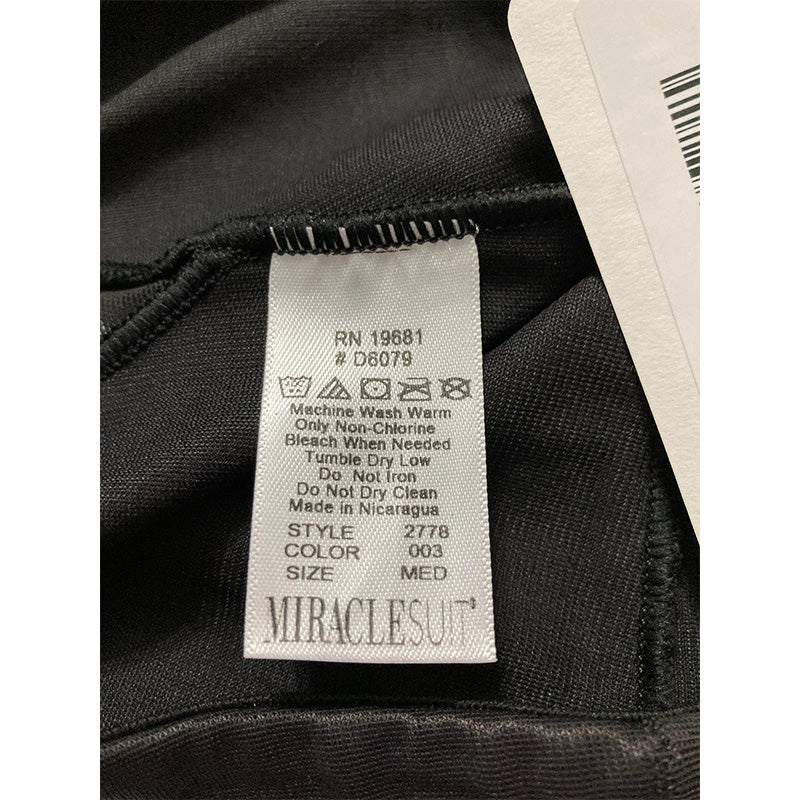 RN 19681
# D6079
Machine Wash Warm
Only Non-Chlorine
Bleach When Needed
Tumble Dry Low
Do Not Iron
Do Not Dry Clean
Made in Nicaragua
STYLE 2778
COLOR 003
SIZE MED
MIRACLESUIT®